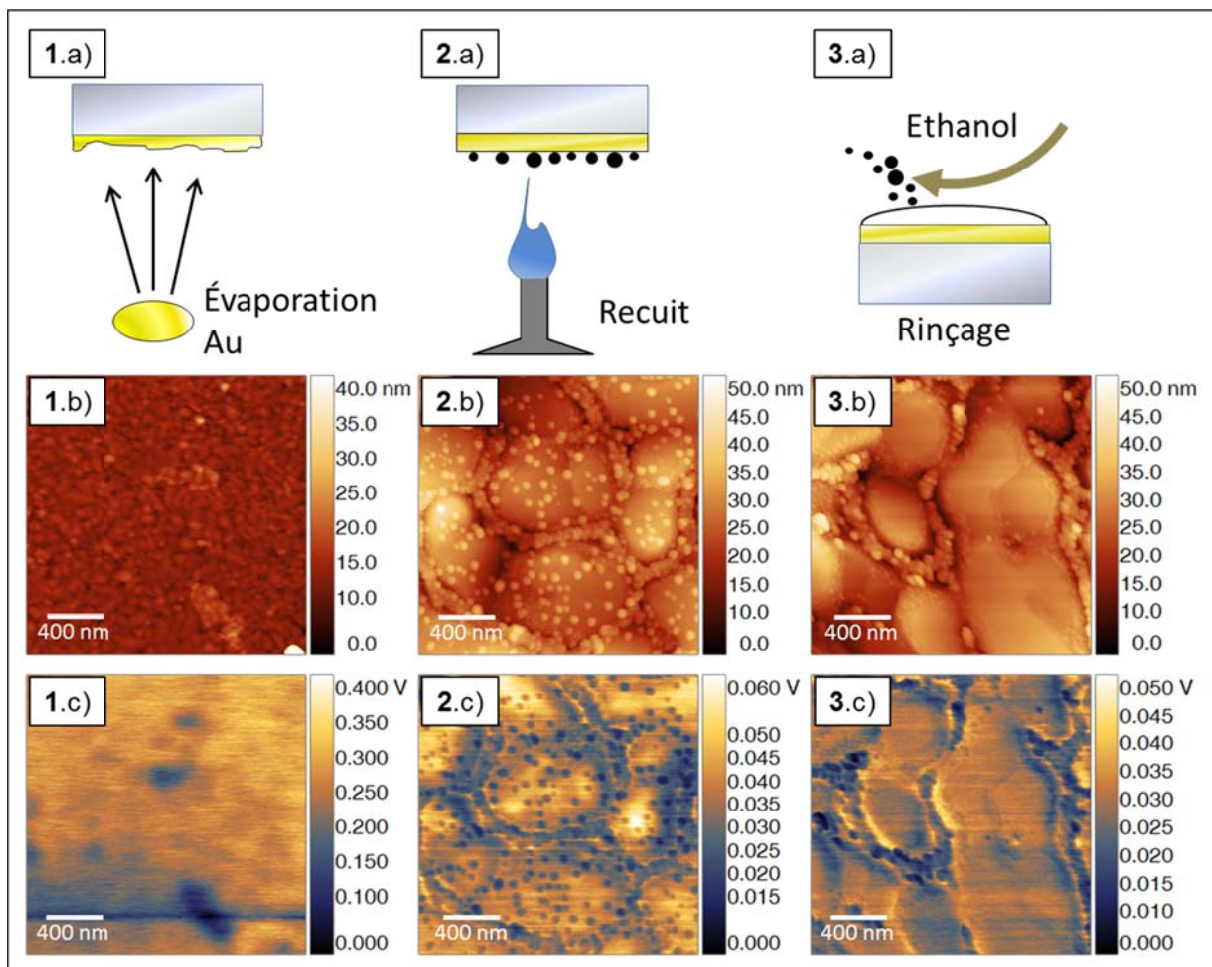 1.a)
2.a)
3.a)
Ethanol
Évaporation
Au
Recuit
Rinçage
1.b)
40.0 nm
35.0
30.0
25.0
20.0
15.0
10.0
0.0
400 nm
2.b)
50.0 nm
45.0
40.0
35.0
30.0
25.0
20.0
15.0
10.0
0.0
400 nm
3.b)
50.0 nm
45.0
40.0
35.0
30.0
25.0
20.0
15.0
10.0
0.0
400 nm
1.c)
0.400 V
0.350
0.300
0.250
0.200
0.150
0.100
0.000
400 nm
2.c)
0.060 V
0.050
0.045
0.040
0.035
0.030
0.025
0.020
0.015
0.000
400 nm
3.c)
0.050 V
0.045
0.040
0.035
0.030
0.025
0.020
0.015
0.010
0.000
400 nm